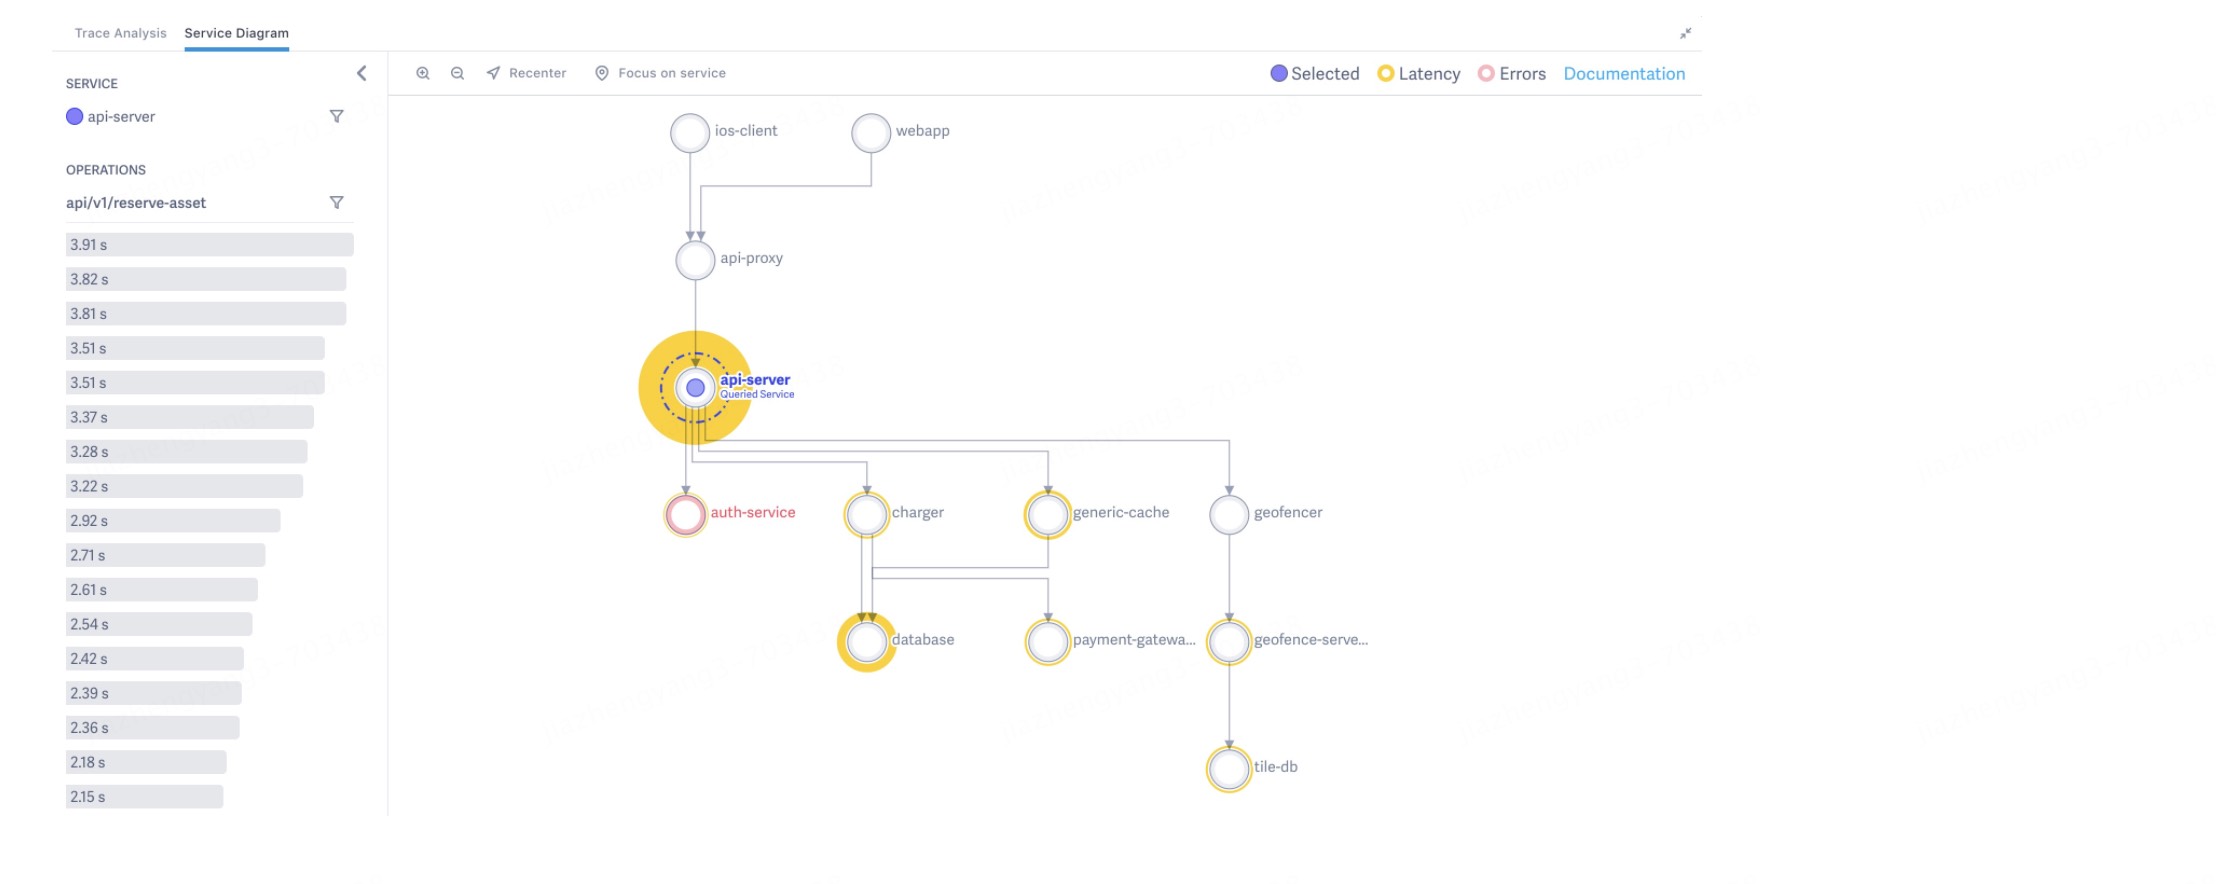 Trace Analysis Service Diagram
SERVICE
api-server
OPERATIONS
api/v1/reserve-asset
3.91 s
3.82 s
3.81 s
3.51 s
3.51 s
3.37 s
3.28 s
3.22 s
2.92 s
2.71 s
2.61 s
2.54 s
2.42 s
2.39 s
2.36 s
2.18 s
2.15 s
Recenter Focus on service
Selected Latency Errors Documentation
ios-client webapp
api-proxy
api-server
Queried Service
auth-service charger generic-cache geofencer
database payment-gatewa... geofence-serve...
tile-db